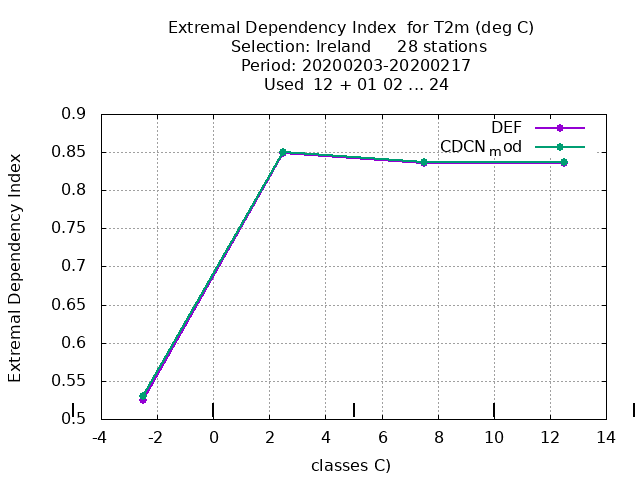 Extremal Dependency Index  for T2m (deg C)
Selection: Ireland     28 stations
Period: 20200203-20200217
Used  12 + 01 02 ... 24
Extremal Dependency Index
0.9
0.85
0.8
0.75
0.7
0.65
0.6
0.55
0.5
DEF
CDCNmod
-4 -2 0 2 4 6 8 10 12 14
classes C)